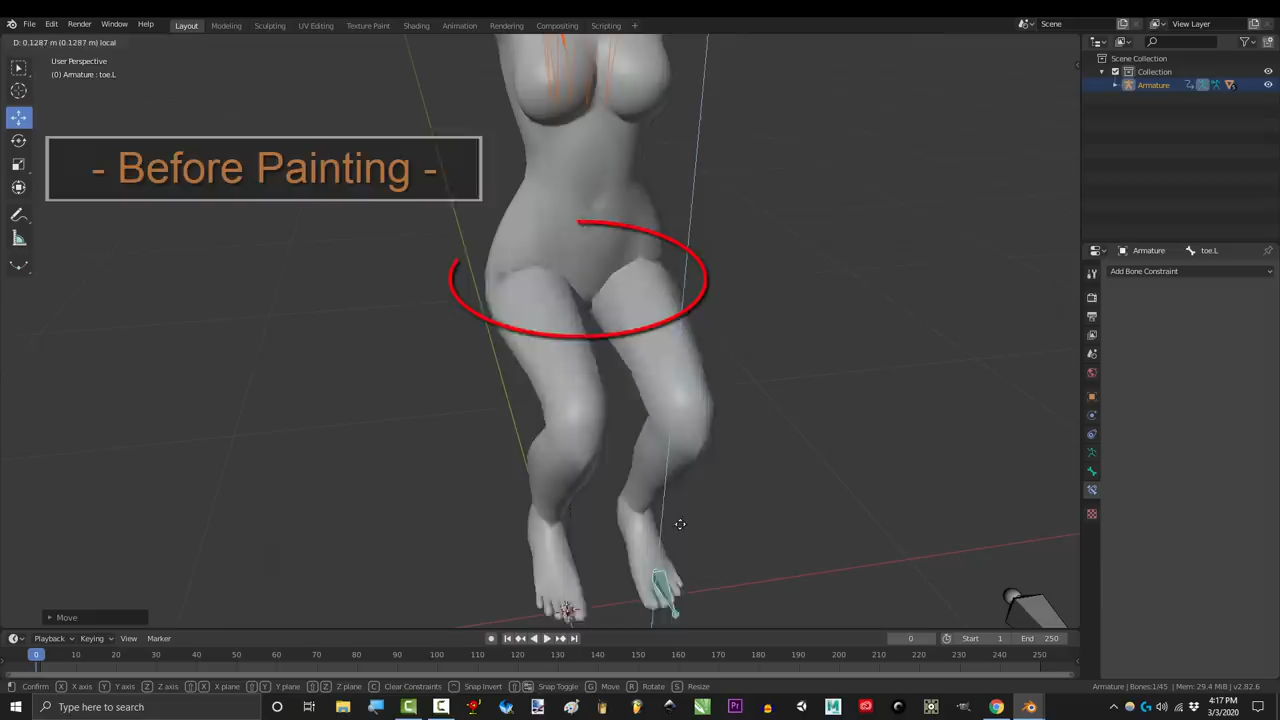 File Edit Render Window Help Layout Modeling Sculpting UV Editing Texture Paint Shading Animation Rendering Compositing Scripting + Scene View Layer
D: 0.1287 m (0.1287 m) local
User Perspective
(0) Armature : toe.L
Scene Collection
Collection
Armature
- Before Painting -
Armature toe.L
Add Bone Constraint
Move
Playback Keying View Marker 0 Start 1 End 250
0 10 20 30 40 50 60 70 80 90 100 110 120 130 140 150 160 170 180 190 200 210 220 230 240 250
Confirm X X axis Y Y axis Z Z axis X X plane Y Y plane Z Z plane C Clear Constraints Snap Invert Snap Toggle G Move R Rotate S Resize Armature | Bones:1/45 | Mem: 29.4 MiB | v2.82.6
Type here to search
4:17 PM
3/3/2020